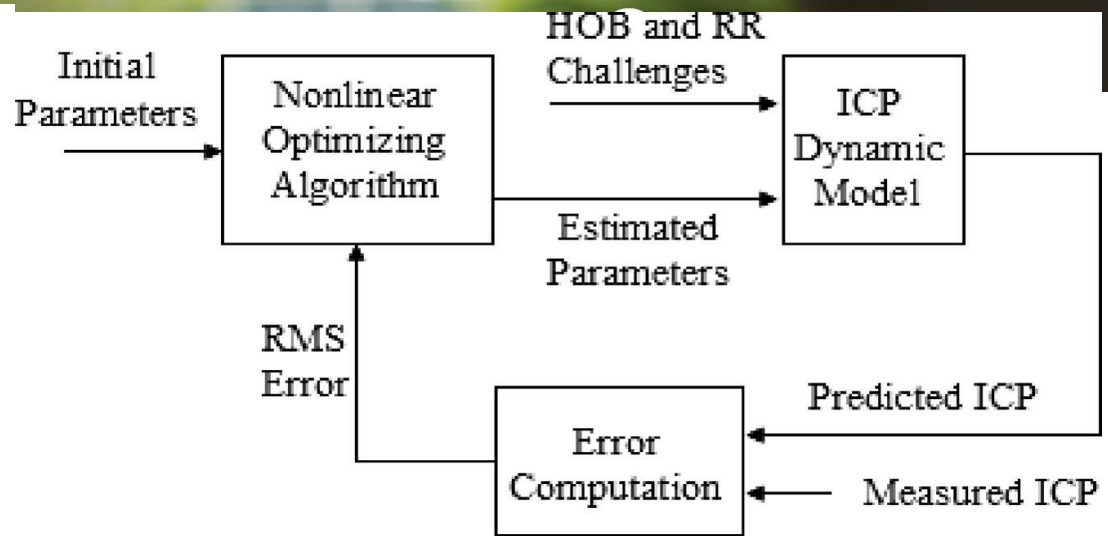 HOB and RR
Challenges
Initial
Parameters
Nonlinear
Optimizing
Algorithm
ICP
Dynamic
Model
Estimated
Parameters
RMS
Error
Predicted ICP
Error
Computation
Measured ICP